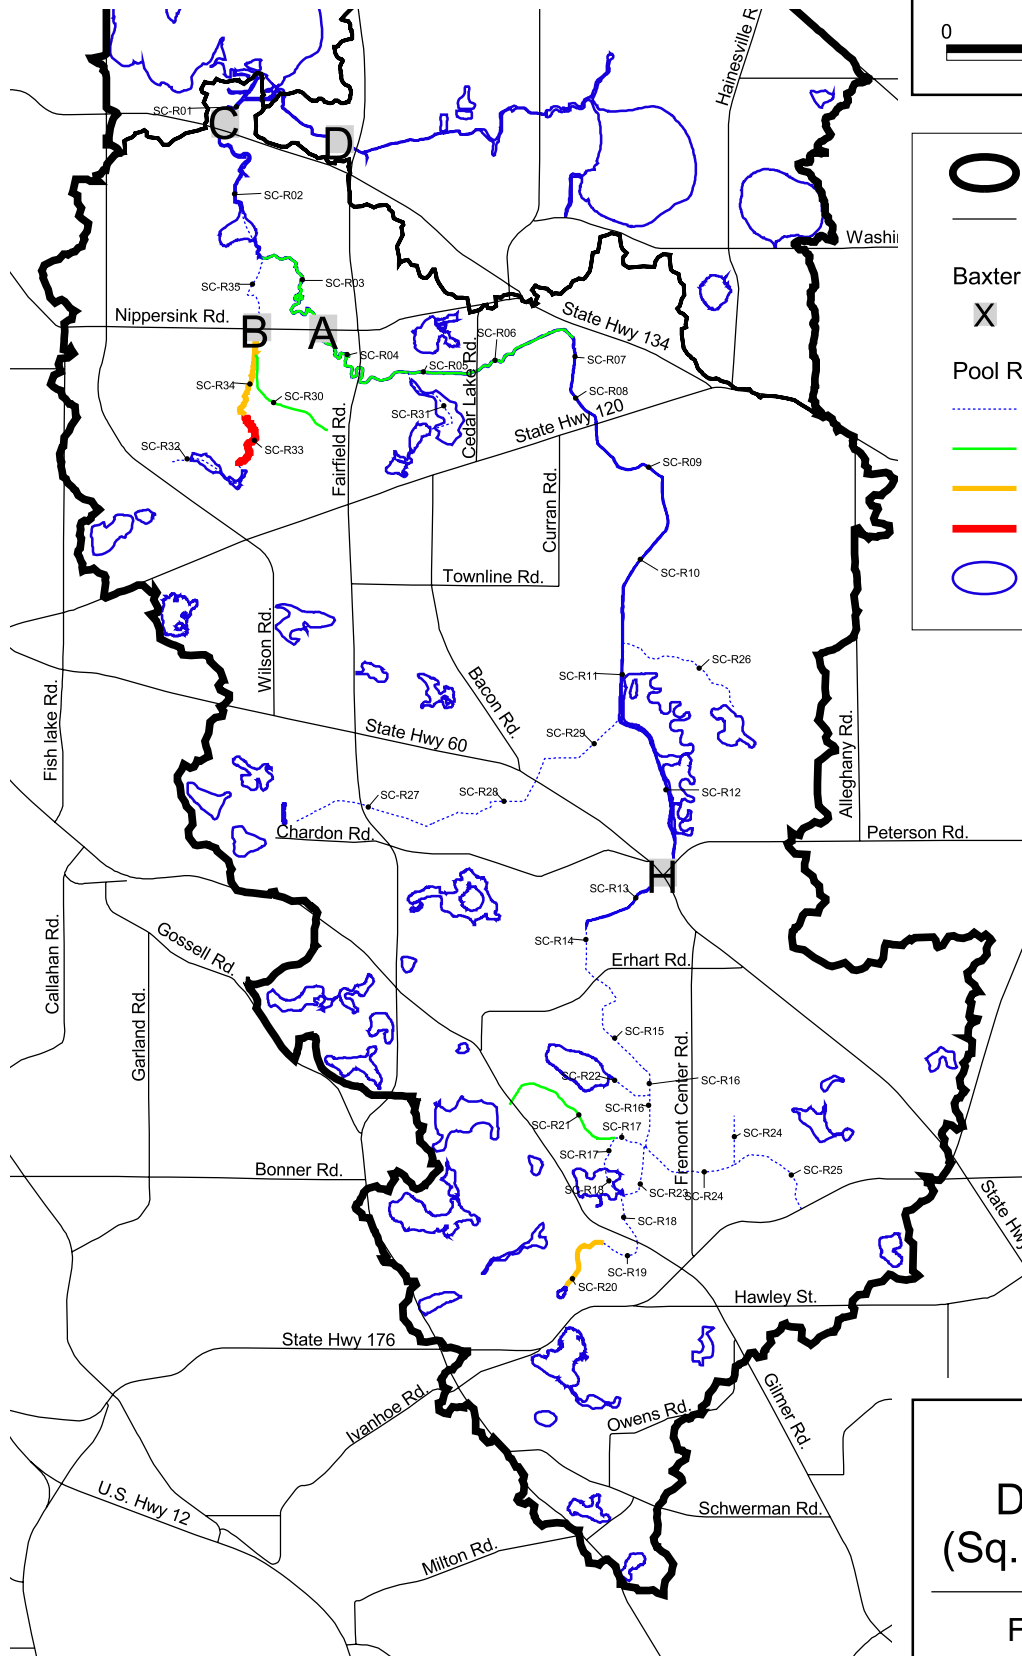 0
Hainesville R
SC-R01
C
D
SC-R02
Washi
SC-R35
SC-R03
Baxter
X
Nippersink Rd.
B
A
State Hwy 134
SC-R06
SC-R04
SC-R05
SC-R07
Pool R
SC-R34
SC-R30
SC-R31
Cedar Lake Rd.
SC-R08
State Hwy 120
SC-R32
SC-R33
Fairfield Rd.
SC-R09
Curran Rd.
SC-R10
Townline Rd.
Wilson Rd.
SC-R26
SC-R11
Bacon Rd.
Fish lake Rd.
State Hwy 60
SC-R29
Alleghany Rd.
SC-R27
SC-R28
SC-R12
Chardon Rd.
Peterson Rd.
H
SC-R13
Callahan Rd.
Gossell Rd.
SC-R14
Erhart Rd.
Garland Rd.
SC-R15
Fremont Center Rd.
SC-R22
SC-R16
SC-R16
SC-R21
SC-R17
SC-R24
SC-R17
Bonner Rd.
SC-R25
SC-R18
SC-R23
SC-R24
State Hwy
SC-R18
SC-R19
SC-R20
Hawley St.
State Hwy 176
Ivanhoe Rd.
Gilmer Rd.
Owens Rd.
U.S. Hwy 12
Schwerman Rd.
D
(Sq.
Milton Rd.
F